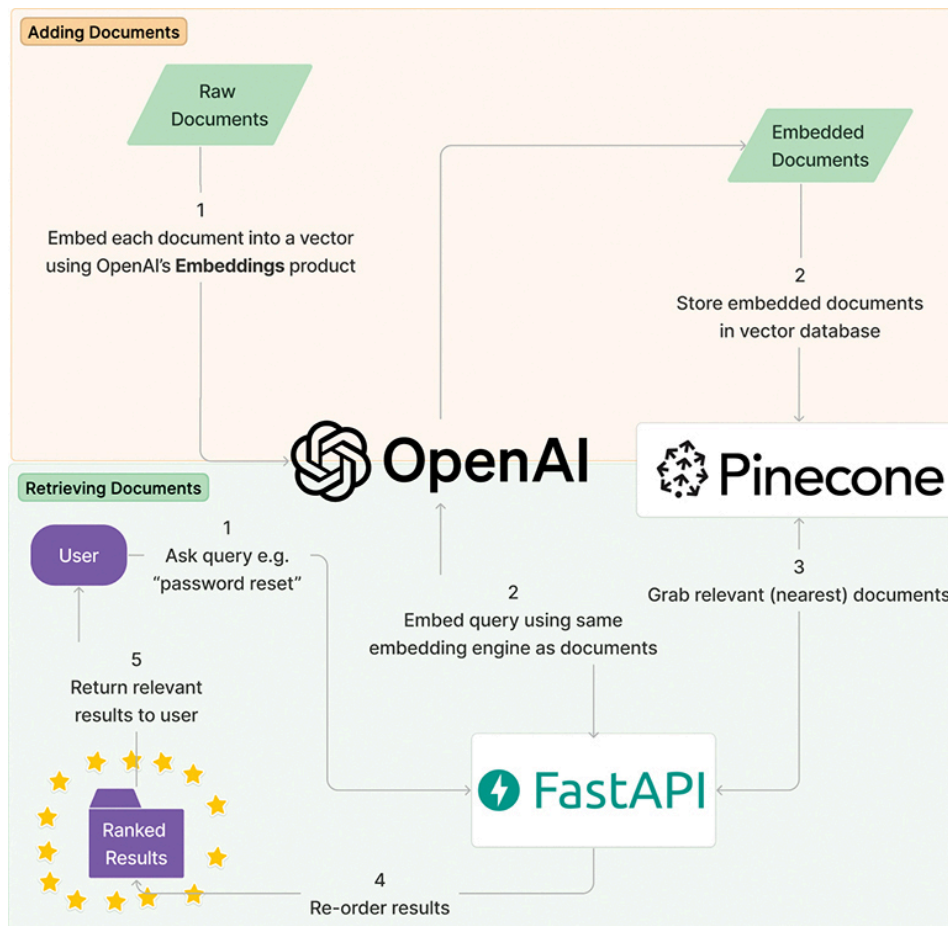 Adding Documents
Raw
Documents
1
Embed each document into a vector
using OpenAI’s Embeddings product
Embedded
Documents
2
Store embedded documents
in vector database
OpenAI
Pinecone
Retrieving Documents
User
1
Ask query e.g.
“password reset”
2
Embed query using same
embedding engine as documents
3
Grab relevant (nearest) documents
5
Return relevant
results to user
FastAPI
Ranked
Results
4
Re-order results